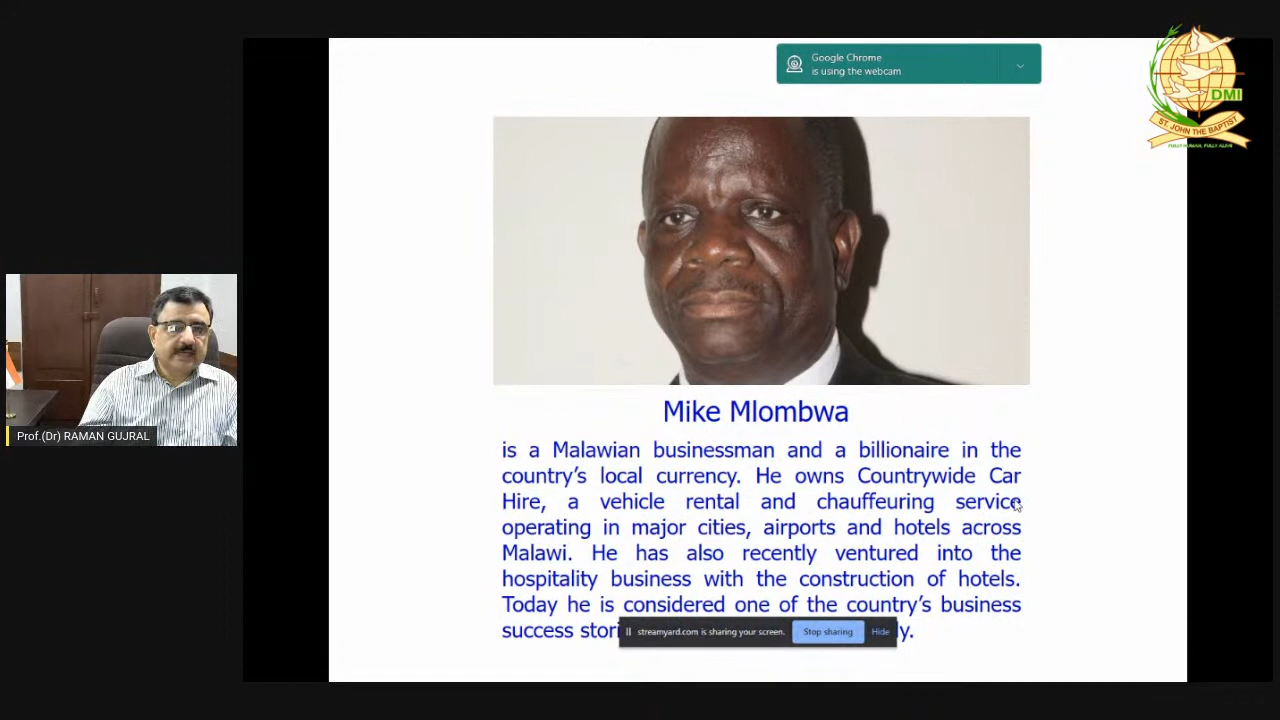 Google Chrome
is using the webcam
DMI
ST. JOHN THE BAPTIST
FULLY HUMAN, FULLY ALIVE
Mike Mlombwa
is a Malawian businessman and a billionaire in the
country's local currency. He owns Countrywide Car
Hire, a vehicle rental and chauffeuring service
operating in major cities, airports and hotels across
Malawi. He has also recently ventured into the
hospitality business with the construction of hotels.
Today he is considered one of the country's business
success
streamyard.com is sharing your screen. Stop sharing Hide
Prof.(Dr) RAMAN GUJRAL